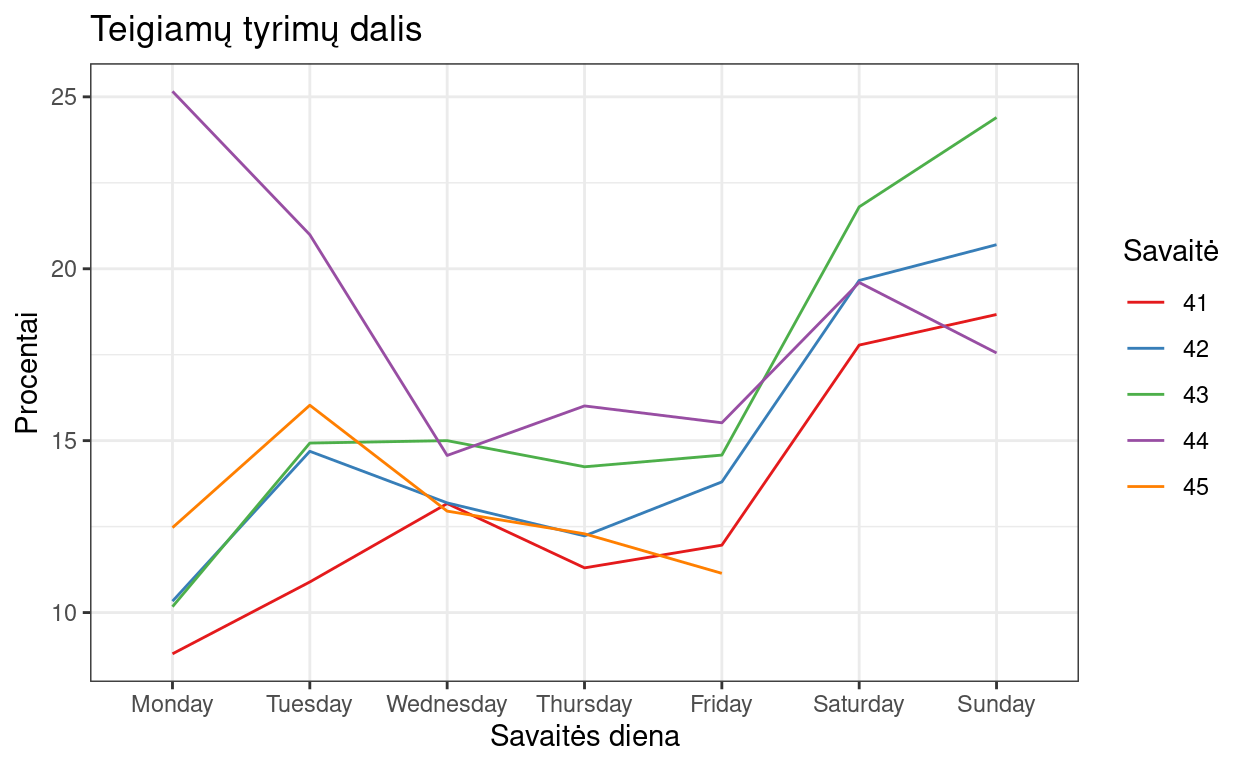 Teigiamų tyrimų dalis
Procentai
25
20
15
10
Monday Tuesday Wednesday Thursday Friday Saturday Sunday
Savaitės diena
Savaitė
41
42
43
44
45